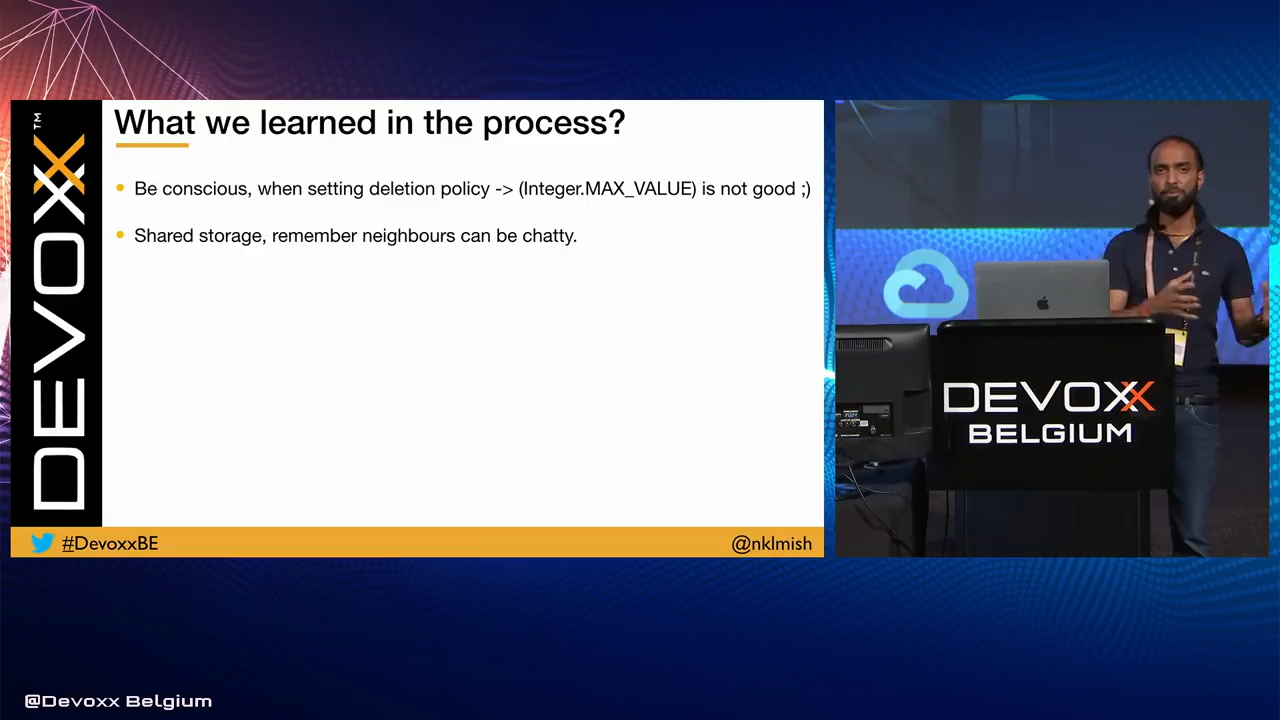 DEVOXX™
What we learned in the process?
Be conscious, when setting deletion policy -> (Integer.MAX_VALUE) is not good ;)
Shared storage, remember neighbours can be chatty.
#DevoxxBE
@nklmish
DEVOXX
BELGIUM
@Devoxx Belgium